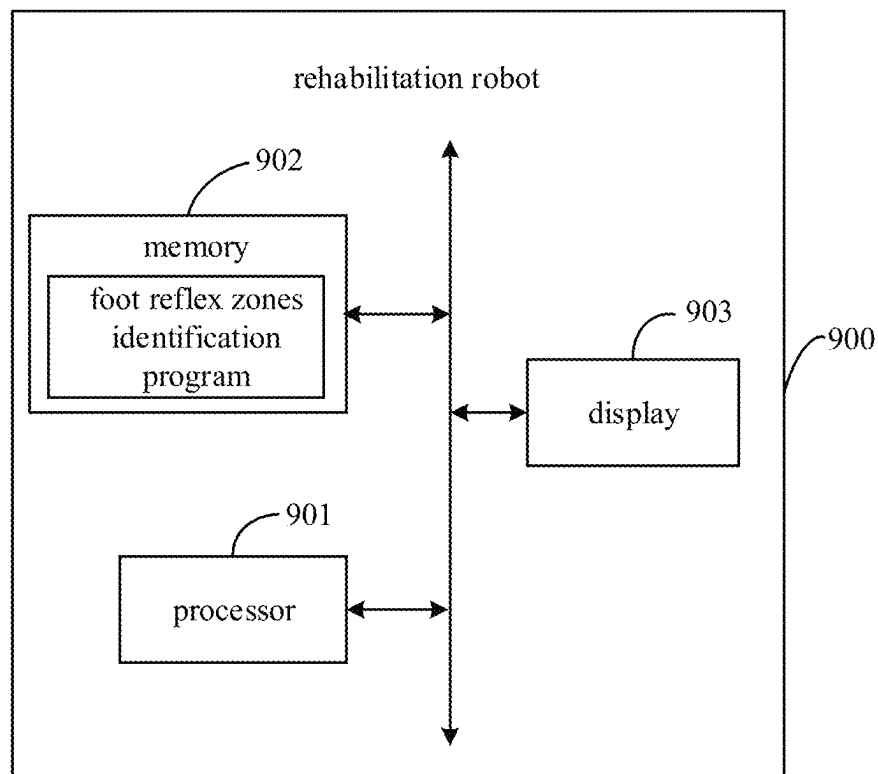 rehabilitation robot
902
memory
foot reflex zones
identification
program
903
900
display
901
processor